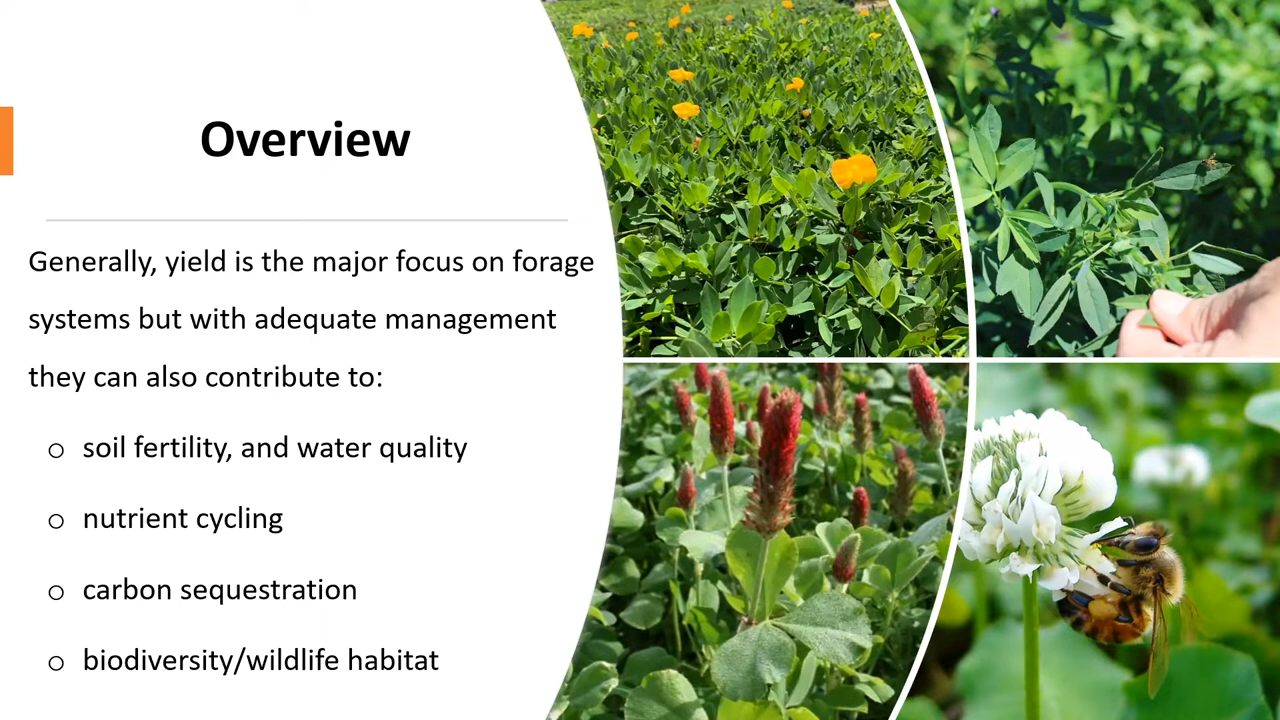 Overview
Generally, yield is the major focus on forage
systems but with adequate management
they can also contribute to:
o soil fertility, and water quality
o nutrient cycling
o carbon sequestration
o biodiversity/wildlife habitat